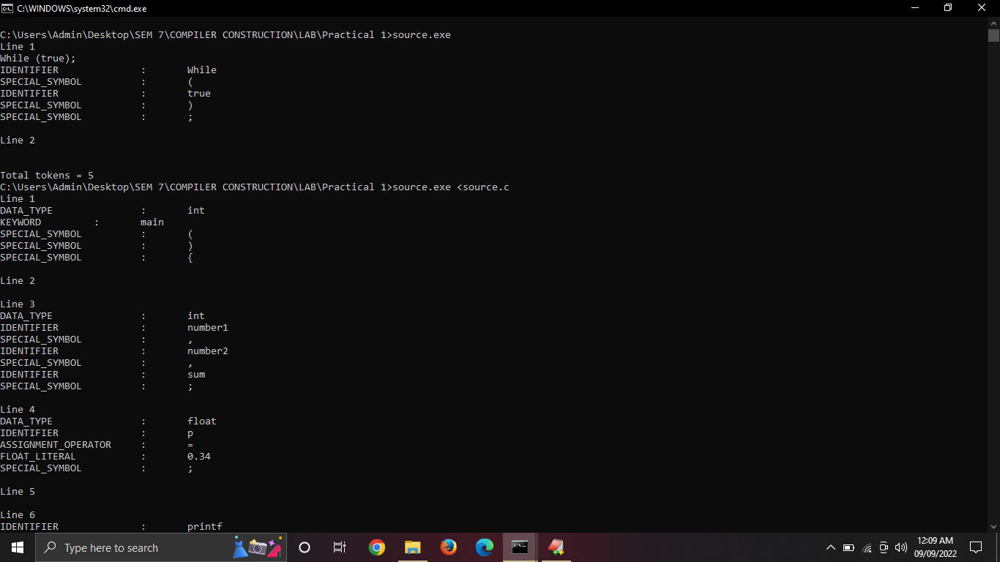 C:\WINDOWS\system32\cmd.exe
C:\Users\Admin\Desktop\SEM 7\COMPILER CONSTRUCTION\LAB\Practical 1>source.exe
Line 1
While (true);
IDENTIFIER : While
SPECIAL_SYMBOL : (
IDENTIFIER : true
SPECIAL_SYMBOL : )
SPECIAL_SYMBOL : ;
Line 2
Total tokens = 5
C:\Users\Admin\Desktop\SEM 7\COMPILER CONSTRUCTION\LAB\Practical 1>source.exe <source.c
Line 1
DATA_TYPE : int
KEYWORD : main
SPECIAL_SYMBOL : (
SPECIAL_SYMBOL : )
SPECIAL_SYMBOL : {
Line 2
Line 3
DATA_TYPE : int
IDENTIFIER : number1
SPECIAL_SYMBOL : ,
IDENTIFIER : number2
SPECIAL_SYMBOL : ,
IDENTIFIER : sum
SPECIAL_SYMBOL : ;
Line 4
DATA_TYPE : float
IDENTIFIER : p
ASSIGNMENT_OPERATOR : =
FLOAT_LITERAL : 0.34
SPECIAL_SYMBOL : ;
Line 5
Line 6
IDENTIFIER : printf
Type here to search
12:09 AM
09/09/2022